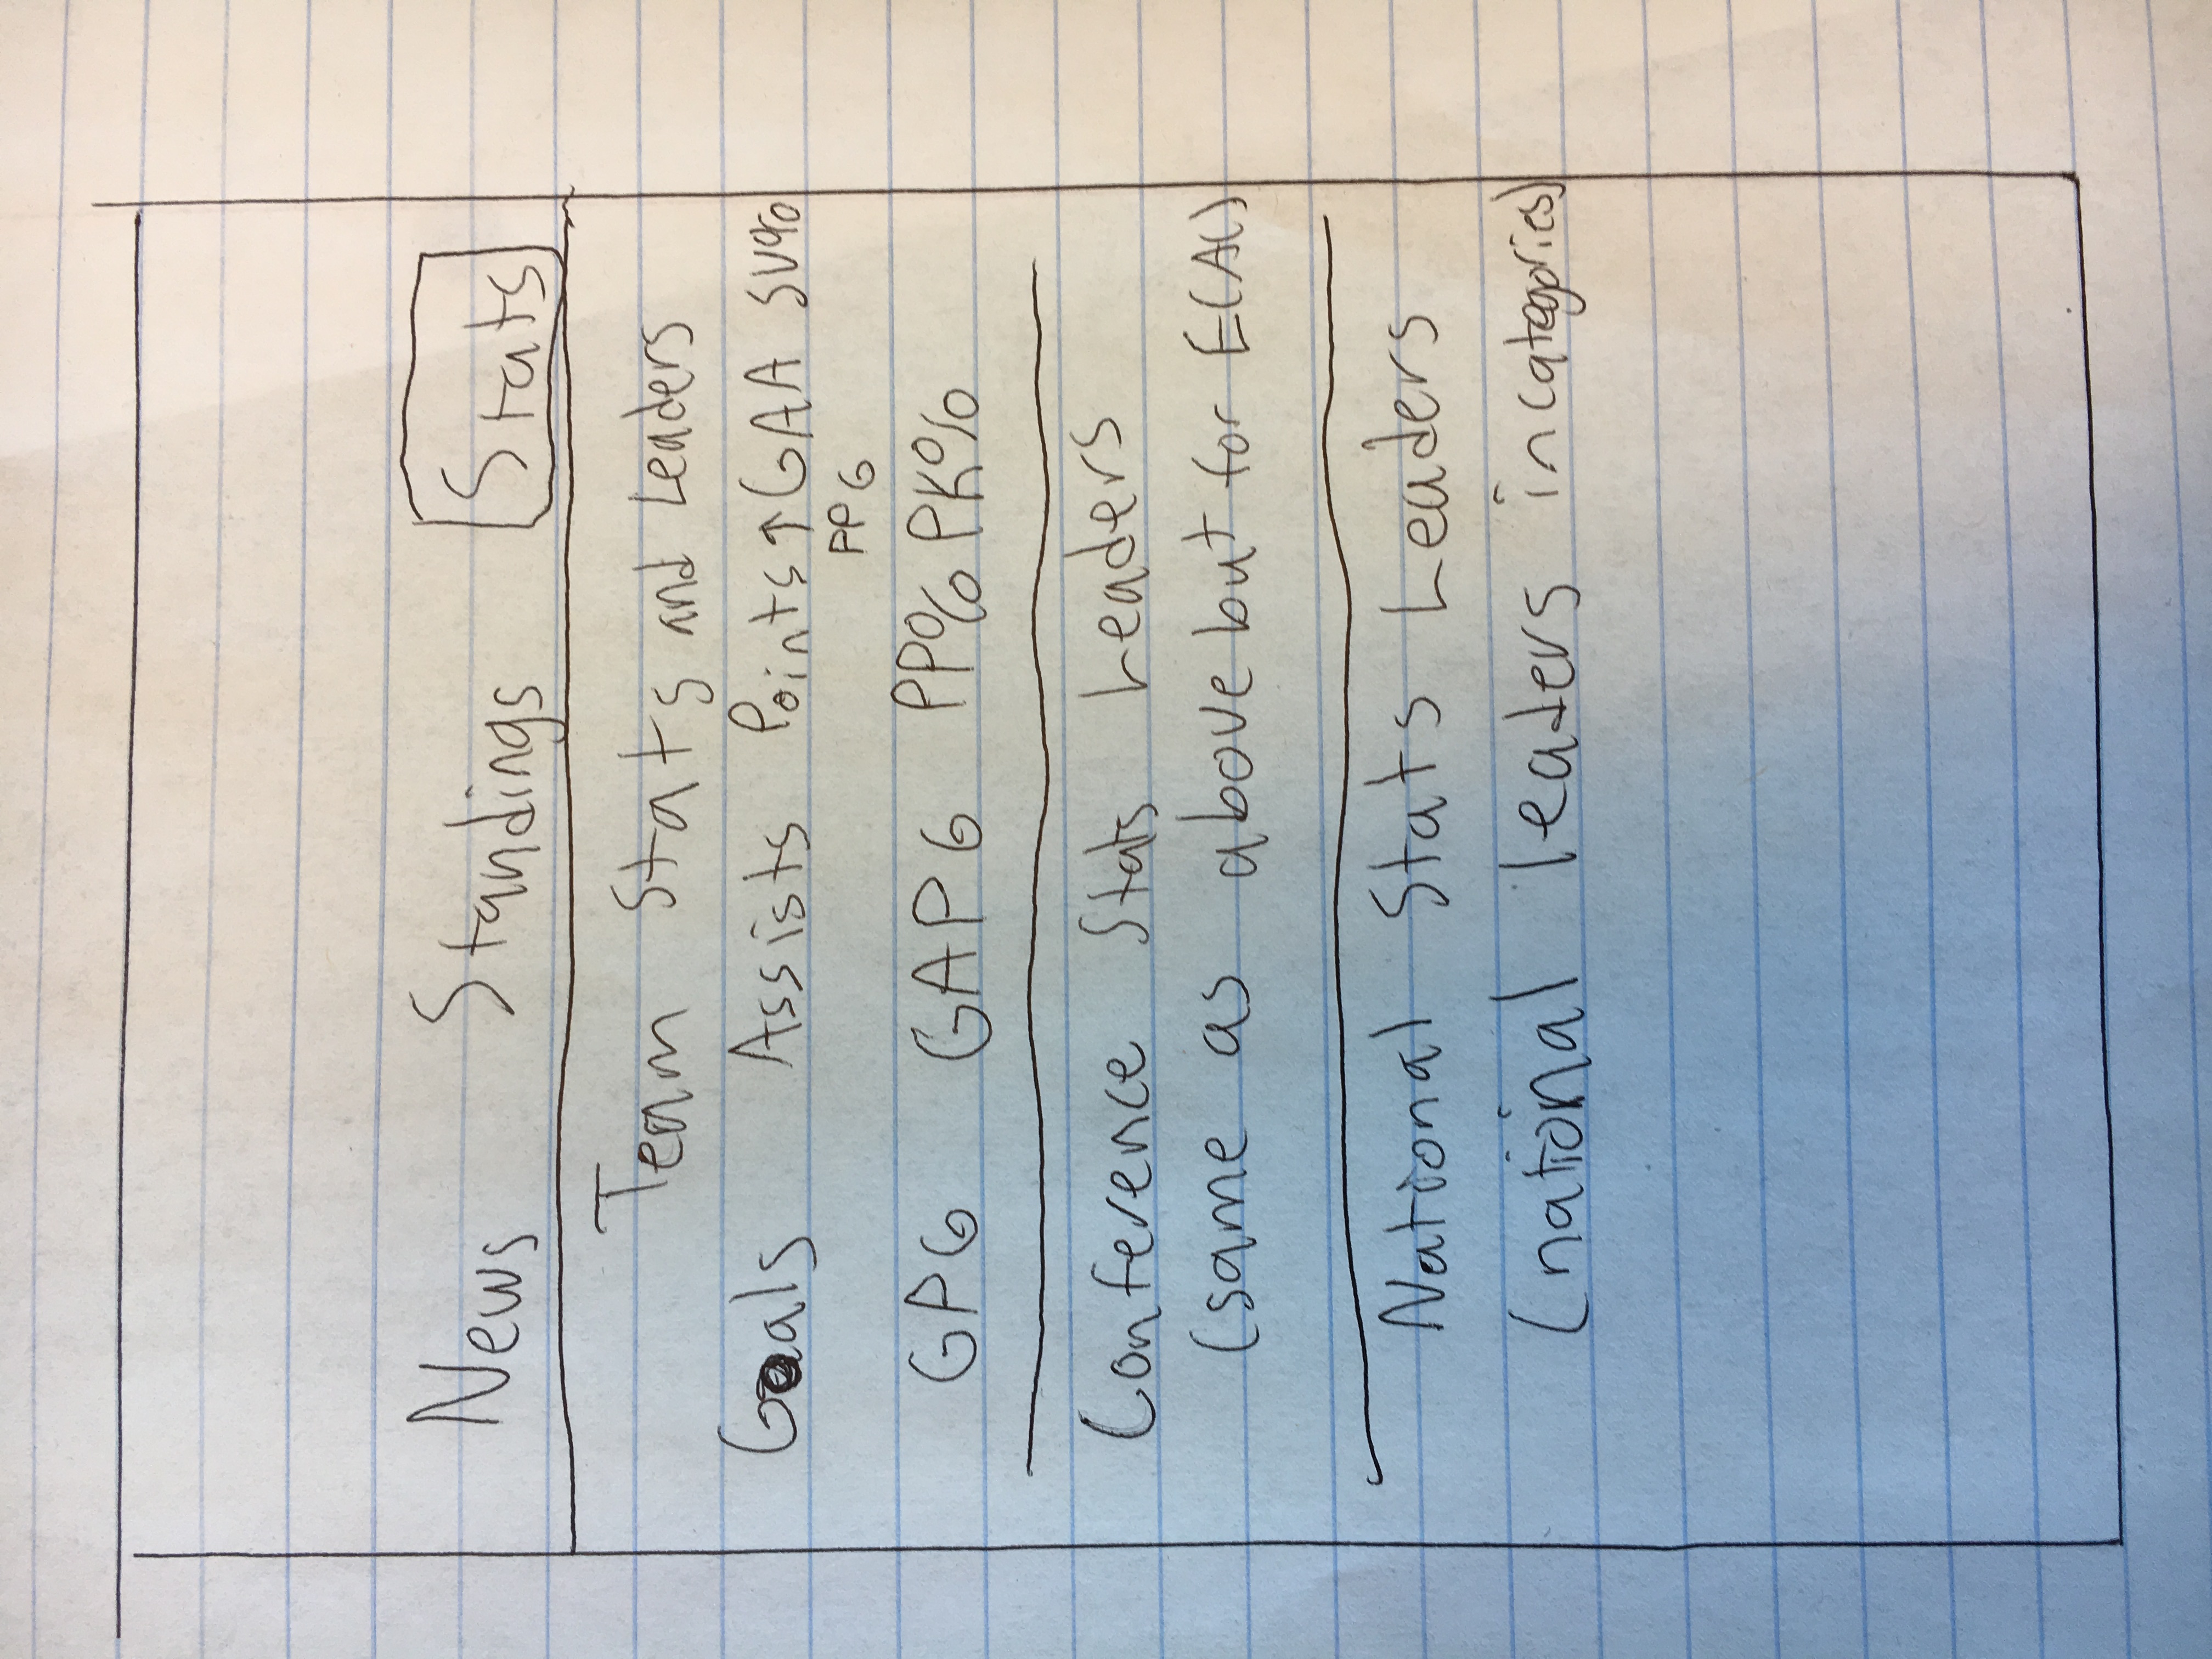 News Standings Stats
Team Stats and Leaders
Goals Assists Points ↑ GAA SV%
PPG
GPG GAPG PP% PK%
Conference Stats Leaders
(same as above but for ECAC)
National Stats Leaders
(national leaders in categories)